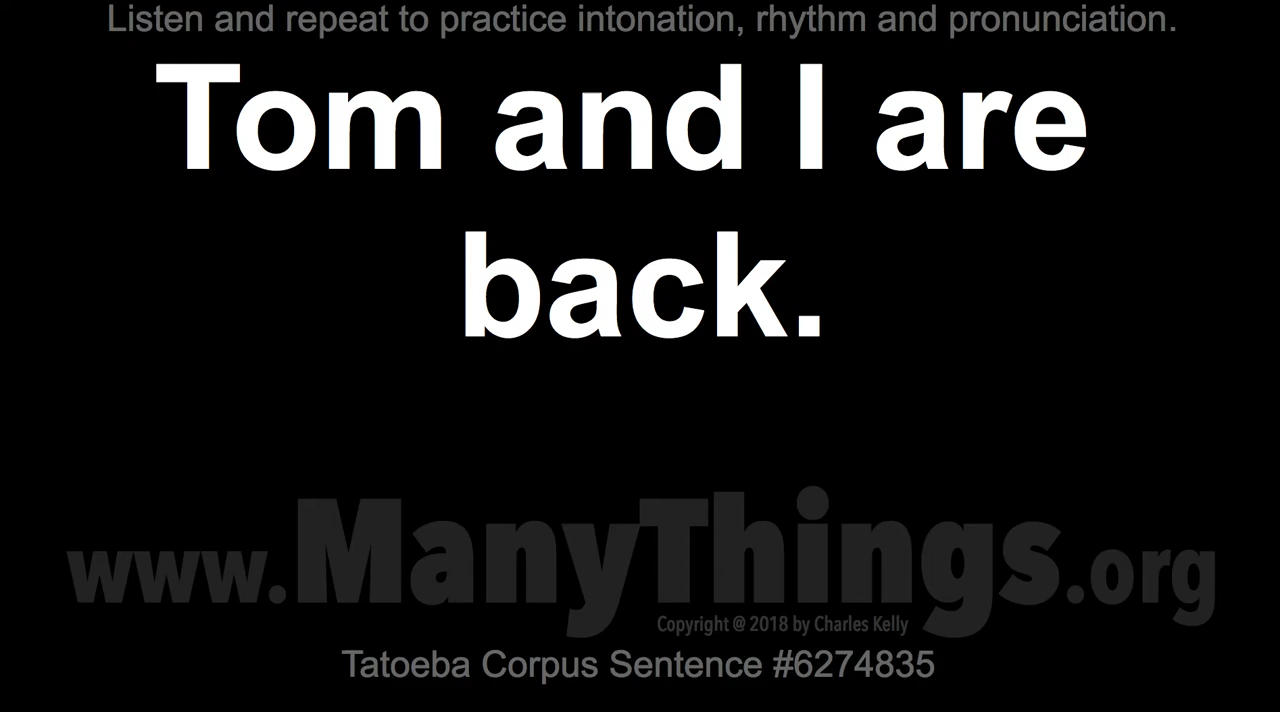 Listen and repeat to practice intonation, rhythm and pronunciation.
Tom and I are
back.
www.ManyThings.org
Copyright @ 2018 by Charles Kelly
Tatoeba Corpus Sentence #6274835